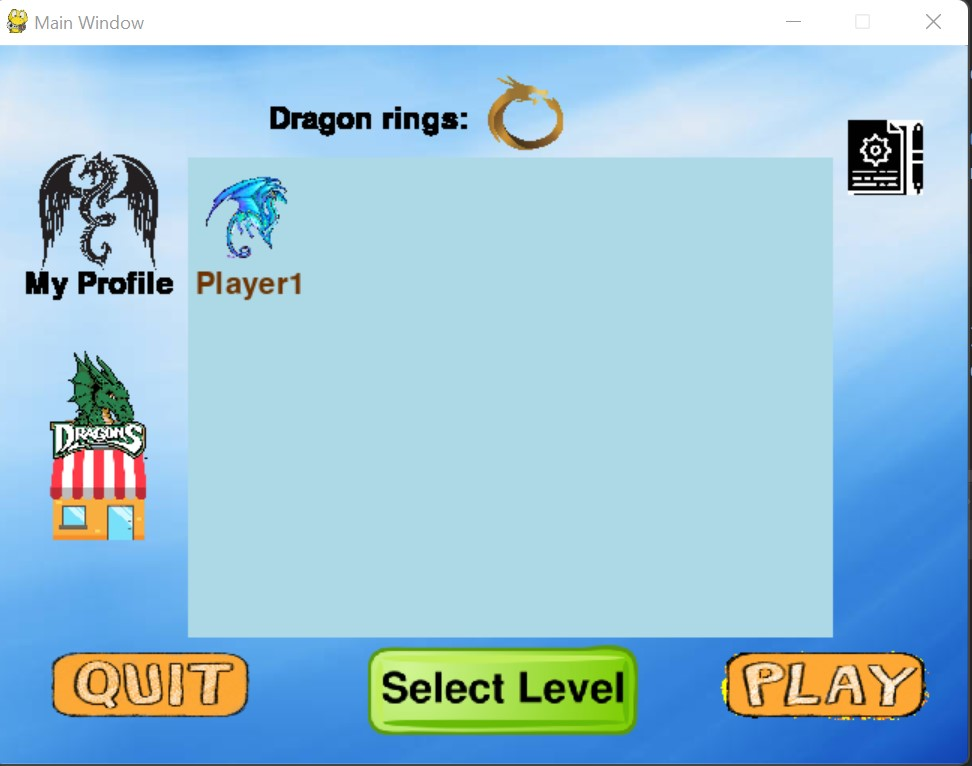 Main Window
Dragon rings:
My Profile
Player1
DRAGONS
QUIT
Select Level
PLAY